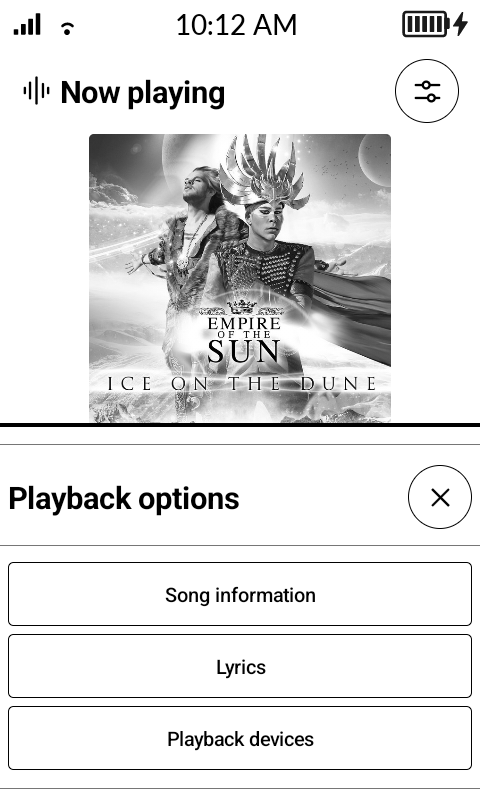 10:12 AM
Now playing
EMPIRE
OF THE
SUN
ICE ON THE DUNE
Playback options
Song information
Lyrics
Playback devices